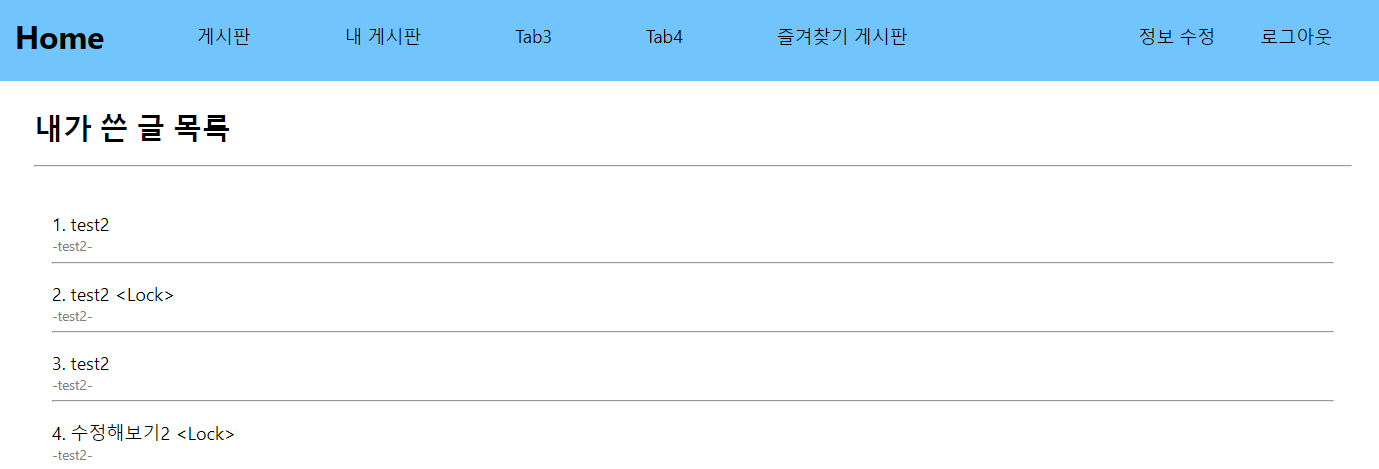 Home 게시판 내 게시판 Tab3 Tab4 즐겨찾기 게시판 정보 수정 로그아웃
내가 쓴 글 목록
1. test2
-test2-
2. test2 <Lock>
-test2-
3. test2
-test2-
4. 수정해보기2 <Lock>
-test2-